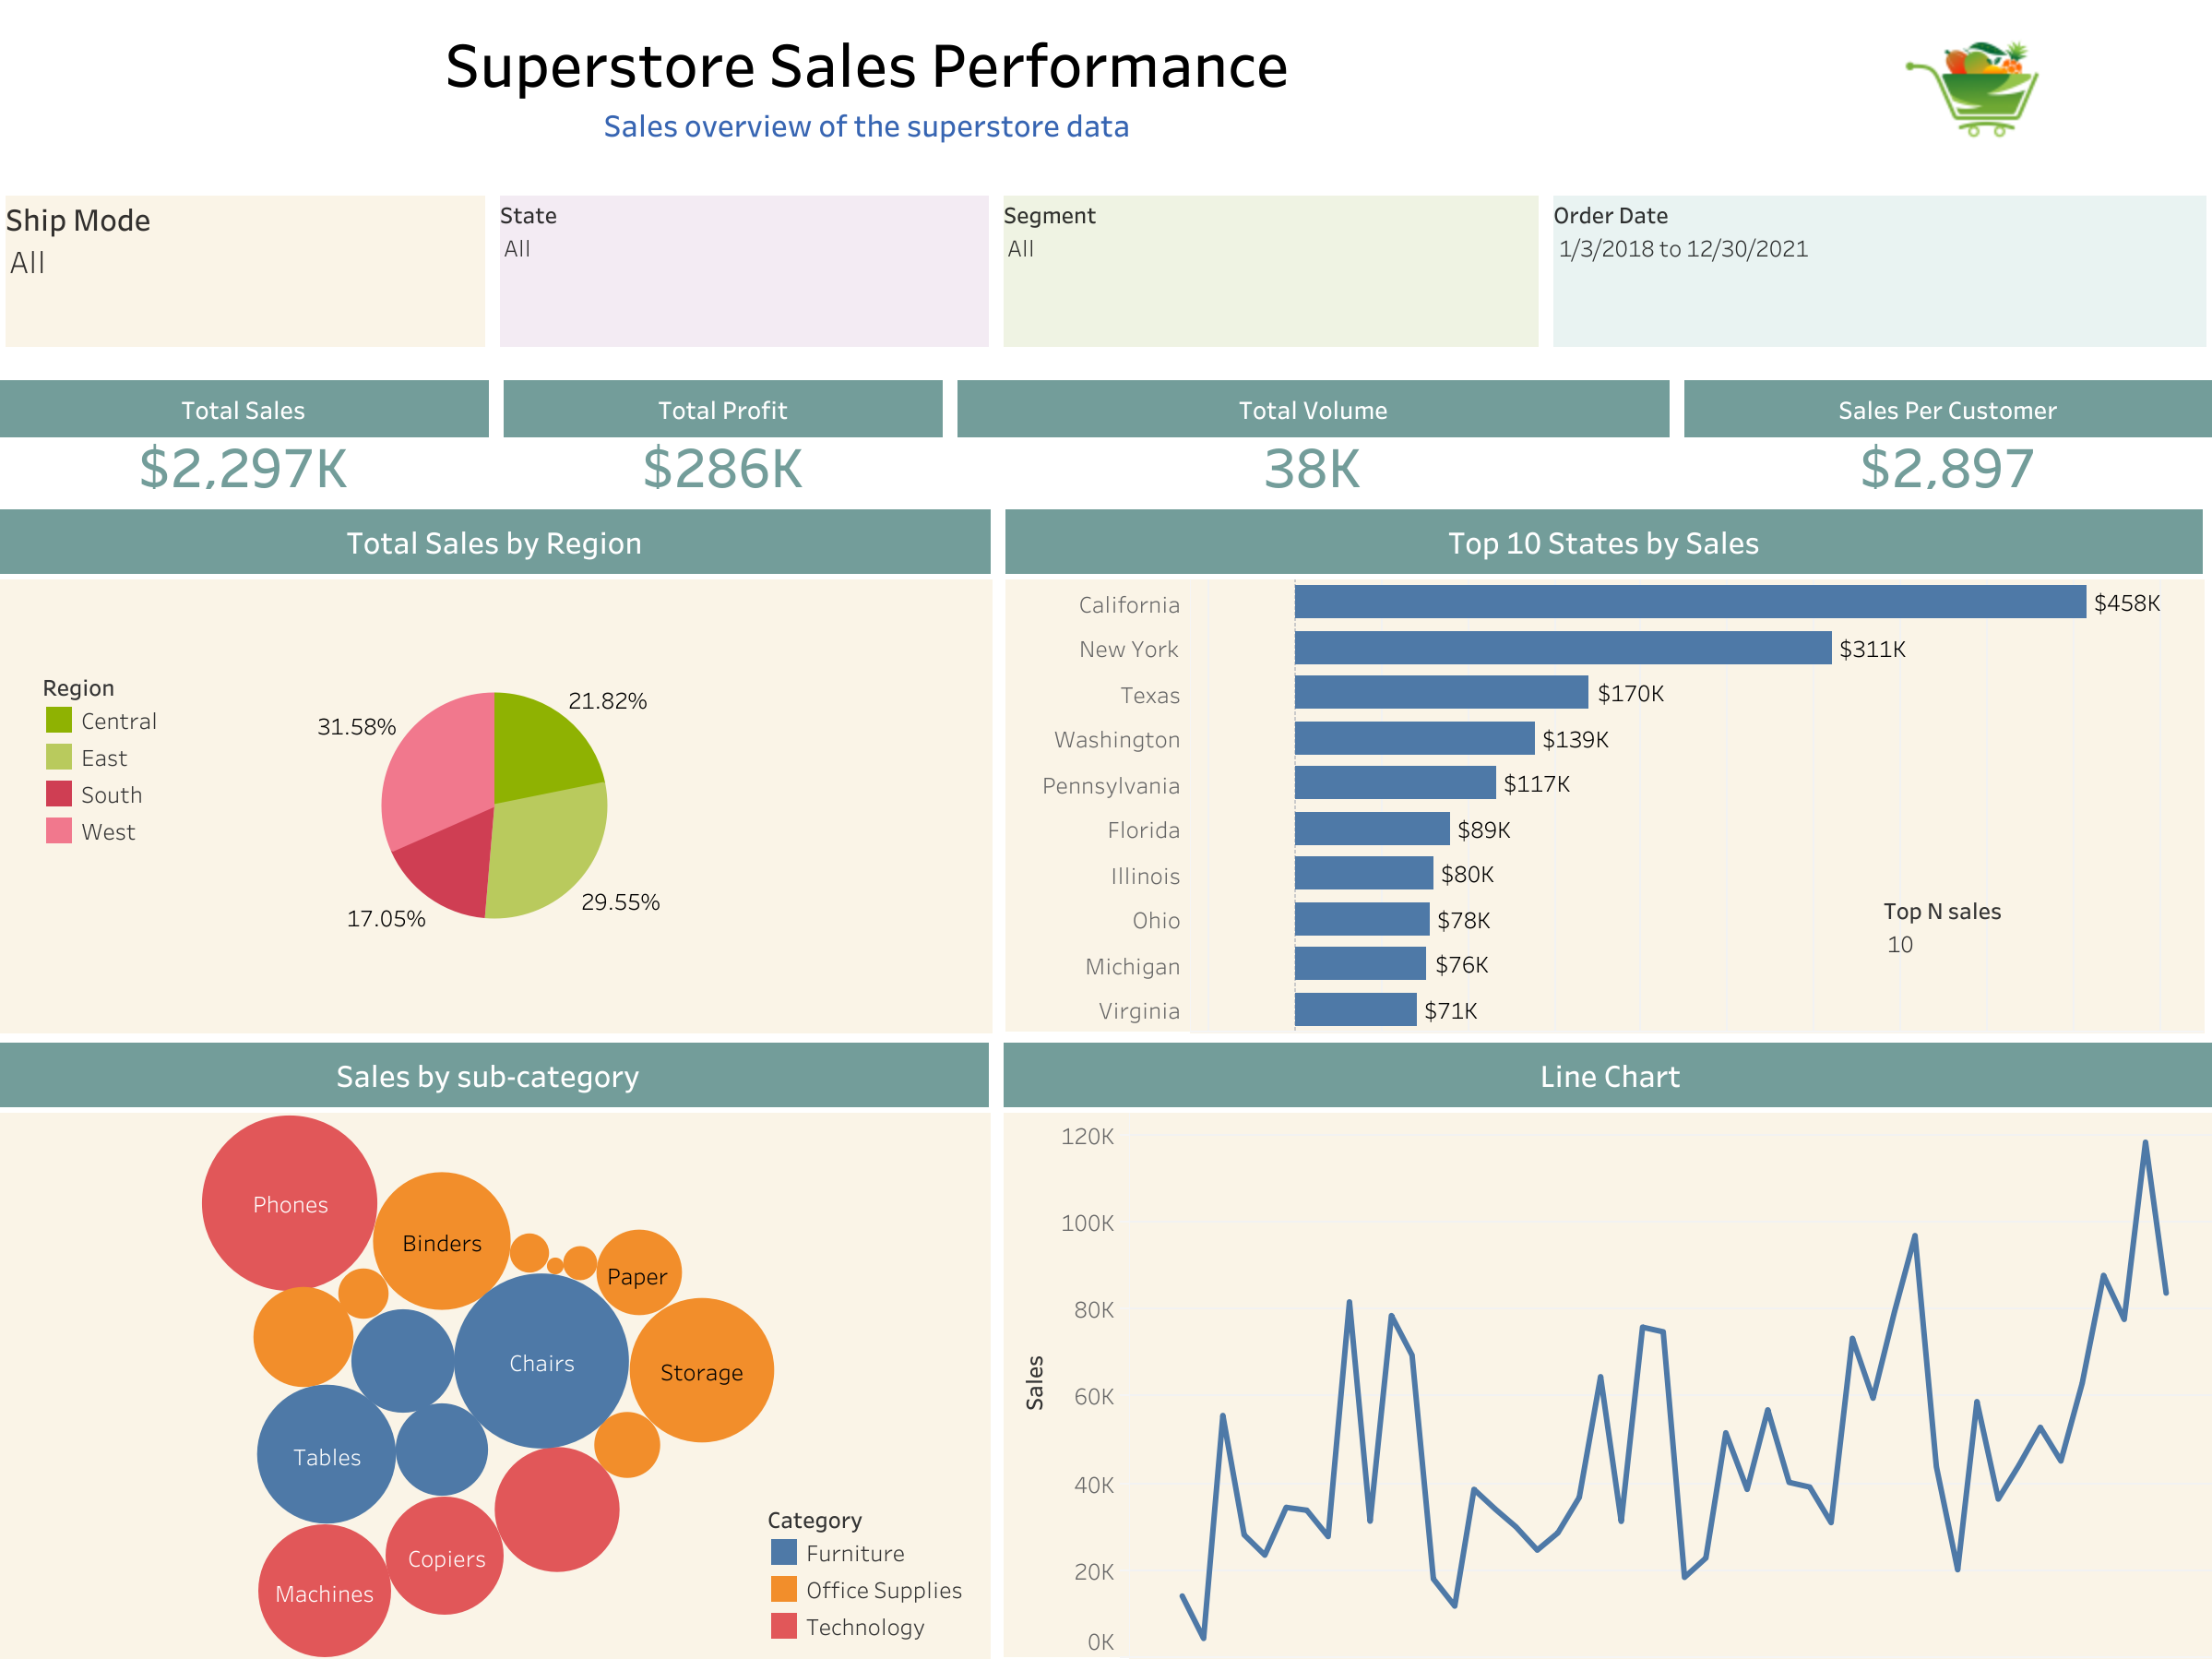 Superstore Sales Performance
Sales overview of the superstore data
Ship Mode
All
State
All
Segment
All
Order Date
1/3/2018 to 12/30/2021
Total Sales
$2,297K
Total Profit
$286K
Total Volume
38K
Sales Per Customer
$2,897
Total Sales by Region
Region
Central
East
South
West
21.82%
31.58%
29.55%
17.05%
Top 10 States by Sales
California $458K
New York $311K
Texas $170K
Washington $139K
Pennsylvania $117K
Florida $89K
Illinois $80K
Ohio $78K
Michigan $76K
Virginia $71K
Top N sales
10
Sales by sub-category
Phones
Binders
Paper
Chairs
Storage
Tables
Copiers
Machines
Category
Furniture
Office Supplies
Technology
Line Chart
Sales
120K
100K
80K
60K
40K
20K
0K